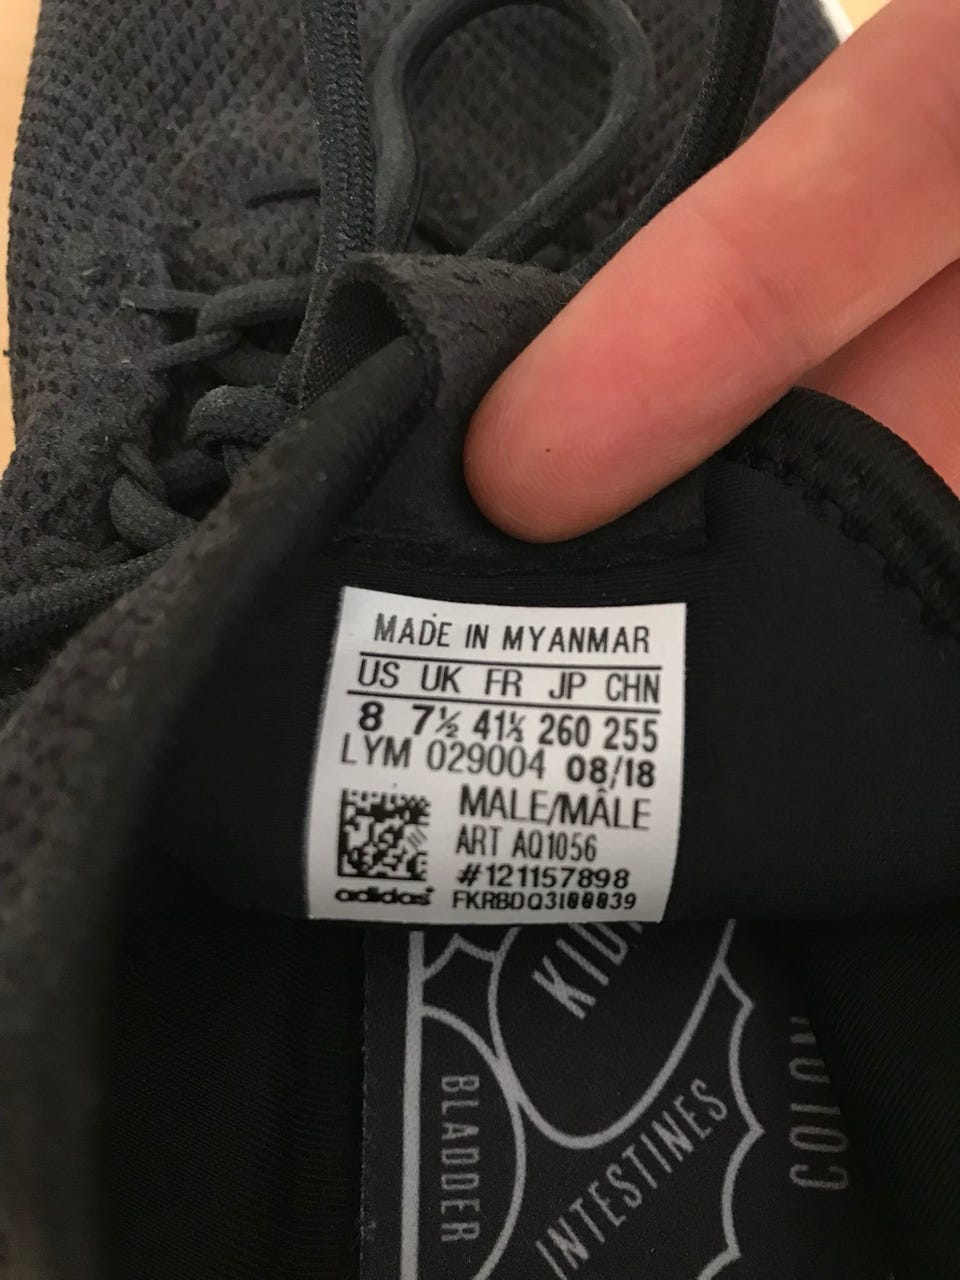 MADE IN MYANMAR
US UK FR JP CHN
8 7½ 41⅓ 260 255
LYM 029004 08/18
MALE/MÂLE
ART AQ1056
#121157898
adidas
KID
BLADDER
INTESTINES
COLON